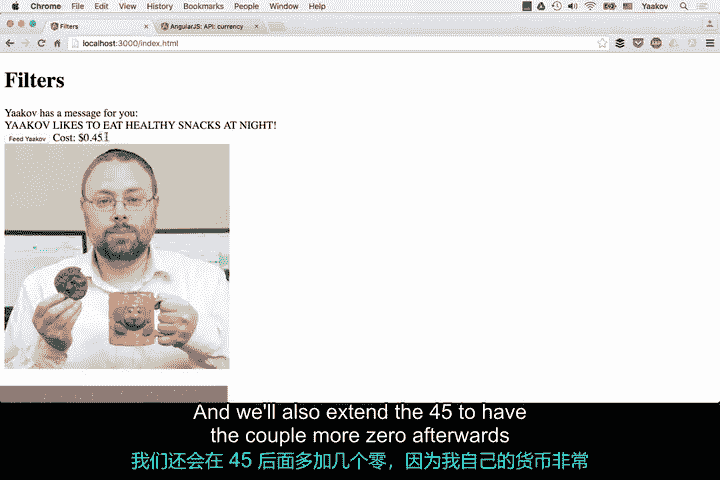 Chrome File Edit View History Bookmarks People Window Help Yaakov
Filters AngularJS: API: currency
localhost:3000/index.html
Filters
Yaakov has a message for you:
YAAKOV LIKES TO EAT HEALTHY SNACKS AT NIGHT!
Feed Yaakov Cost: $0.45
And we'll also extend the 45 to have
the couple more zero afterwards
我们还会在 45 后面多加几个零，因为我自己的货币非常